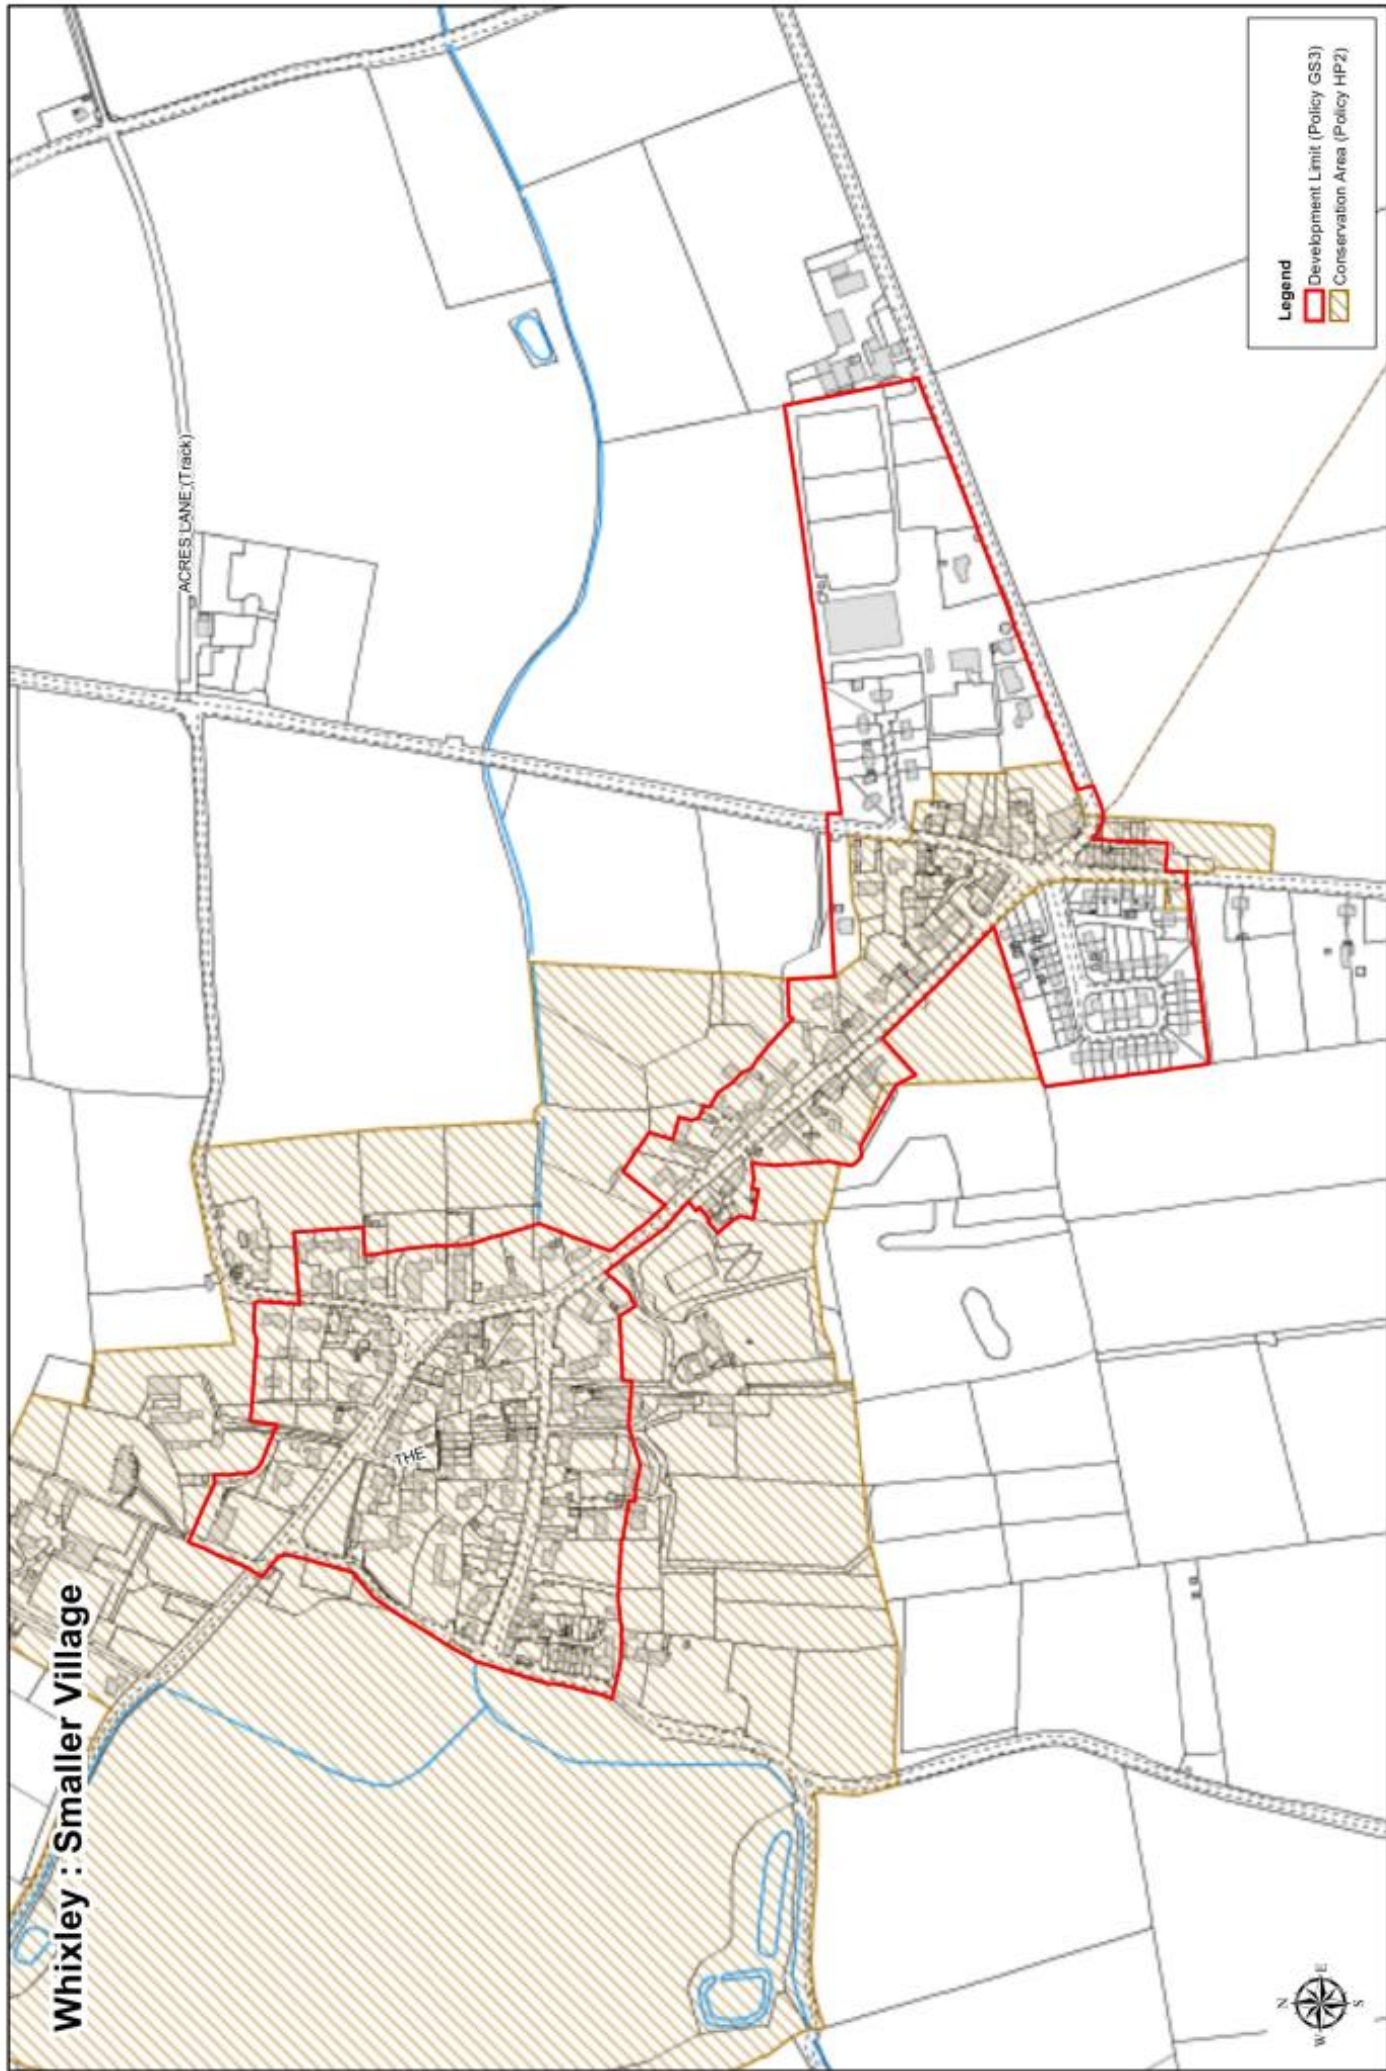 Whixley : Smaller Village
ACRES LANE (Track)
THE
Legend
Development Limit (Policy GS3)
Conservation Area (Policy HP2)
N
W
E
S